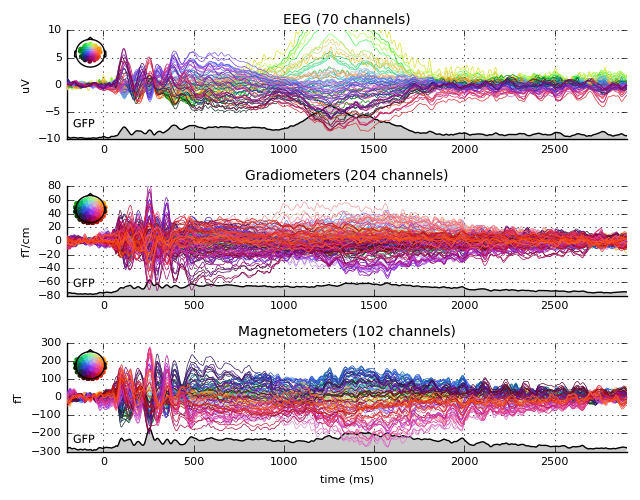 EEG (70 channels)
10
5
0
−5
−10
uV
GFP
0 500 1000 1500 2000 2500
Gradiometers (204 channels)
80
60
40
20
0
−20
−40
−60
−80
fT/cm
GFP
0 500 1000 1500 2000 2500
Magnetometers (102 channels)
300
200
100
0
−100
−200
−300
fT
GFP
0 500 1000 1500 2000 2500
time (ms)